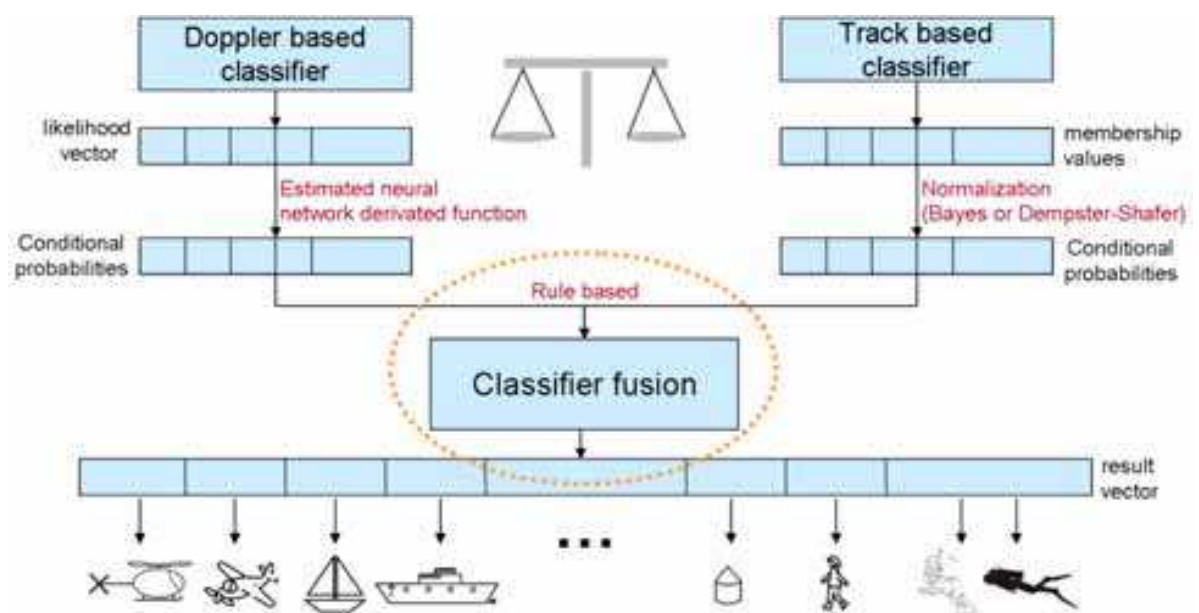 Doppler based
classifier
Track based
classifier
likelihood
vector
membership
values
Estimated neural
network derivated function
Normalization
(Bayes or Dempster-Shafer)
Conditional
probabilities
Conditional
probabilities
Rule based
Classifier fusion
result
vector
...